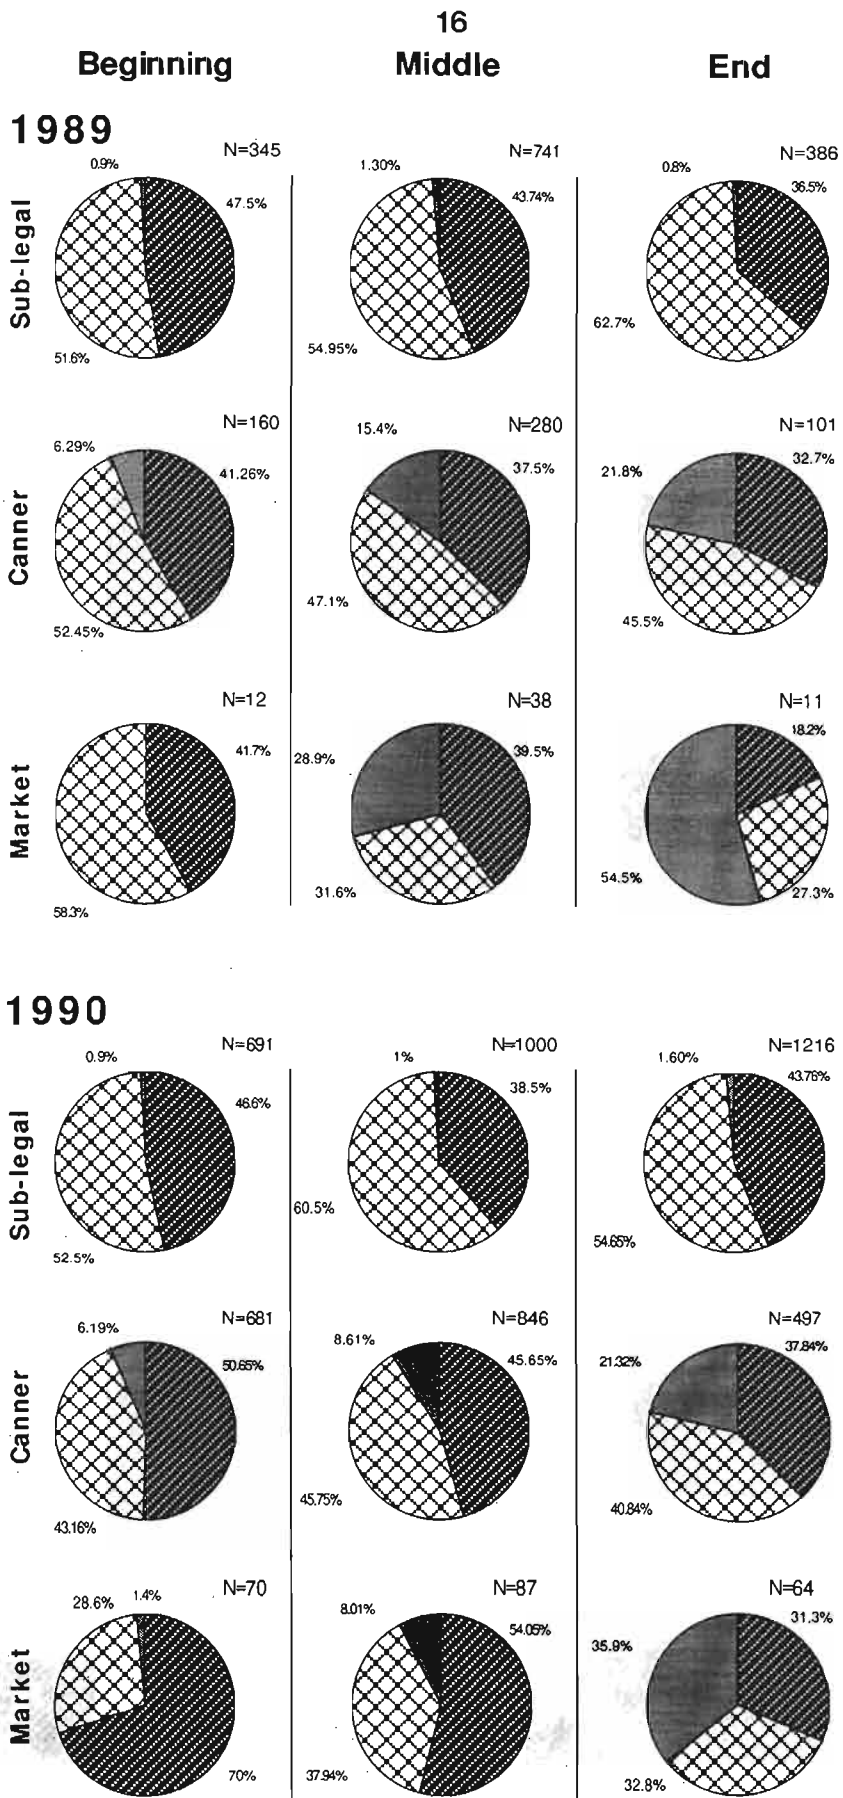 16
Beginning Middle End
1989
Sub-legal
N=345 N=741 N=386
0.9% 1.30% 0.8%
47.5% 43.74% 36.5%
51.6% 54.95% 62.7%
Canner
N=160 N=280 N=101
6.29% 15.4% 21.8%
41.26% 37.5% 32.7%
52.45% 47.1% 45.5%
Market
N=12 N=38 N=11
41.7% 28.9% 39.5% 18.2%
58.3% 31.6% 54.5% 27.3%
1990
Sub-legal
N=691 N=1000 N=1216
0.9% 1% 1.60%
46.6% 38.5% 43.76%
52.5% 60.5% 54.65%
Canner
N=681 N=846 N=497
6.19% 8.61% 21.32%
50.65% 45.65% 37.84%
43.16% 45.75% 40.84%
Market
N=70 N=87 N=64
28.6% 1.4% 8.01% 54.05% 35.9% 31.3%
70% 37.94% 32.8%